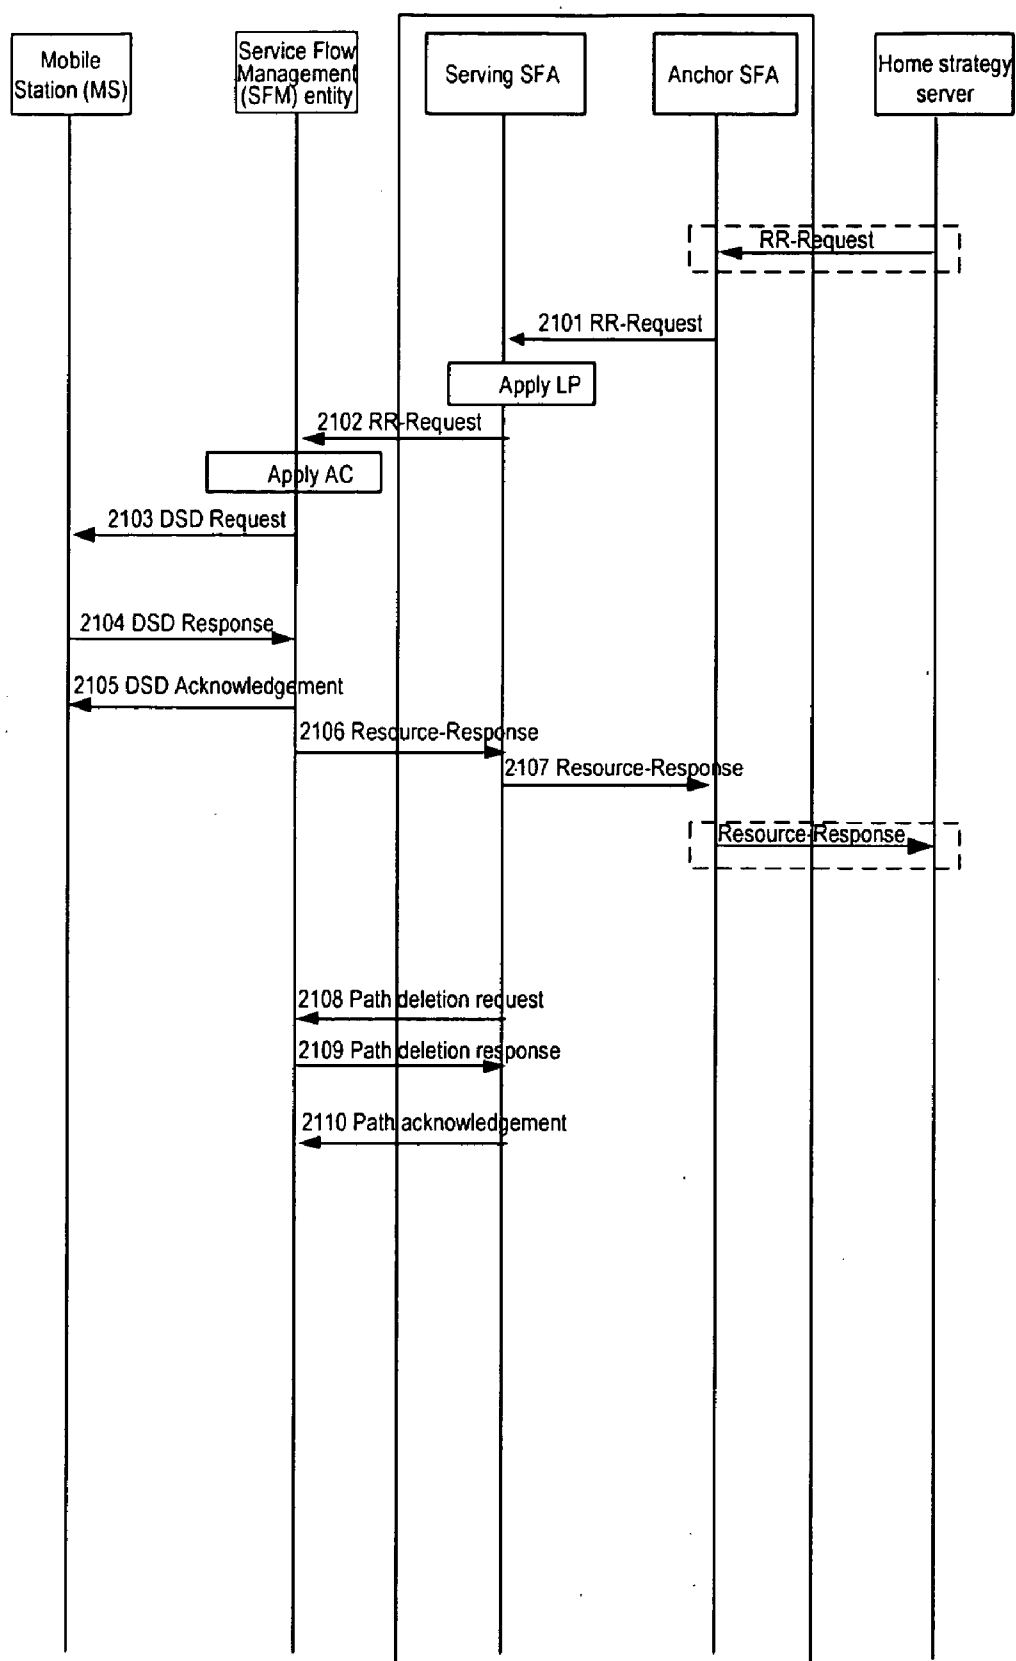 Mobile
Station (MS)
Service Flow
Management
(SFM) entity
Serving SFA
Anchor SFA
Home strategy
server
RR-Request
2101 RR-Request
Apply LP
2102 RR-Request
Apply AC
2103 DSD Request
2104 DSD Response
2105 DSD Acknowledgement
2106 Resource-Response
2107 Resource-Response
Resource-Response
2108 Path deletion request
2109 Path deletion response
2110 Path acknowledgement